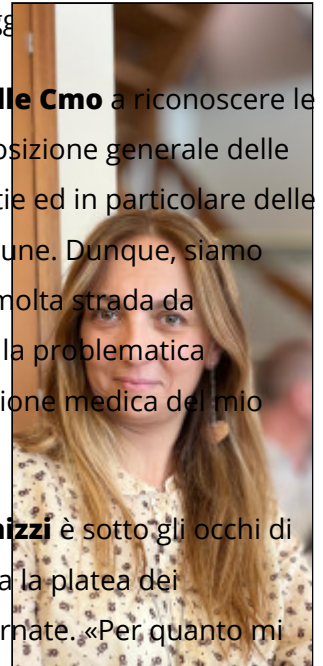 lle Cmo a riconoscere le
osizione generale delle
tie ed in particolare delle
une. Dunque, siamo
molta strada da
la problematica
ione medica del mio
nizzi è sotto gli occhi di
a la platea dei
rnate. «Per quanto mi